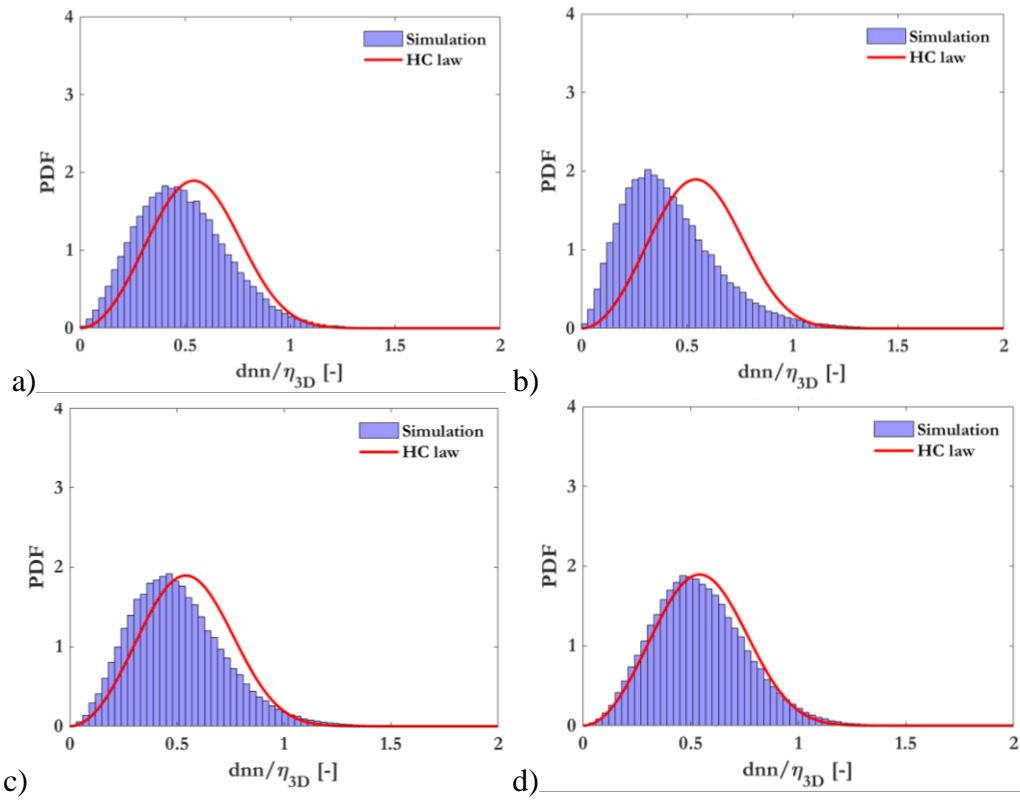 4
3
2
1
0
PDF
Simulation
HC law
0 0.5 1 1.5 2
dnn/η3D [-]
a)
4
3
2
1
0
PDF
Simulation
HC law
0 0.5 1 1.5 2
dnn/η3D [-]
b)
4
3
2
1
0
PDF
Simulation
HC law
0 0.5 1 1.5 2
dnn/η3D [-]
c)
4
3
2
1
0
PDF
Simulation
HC law
0 0.5 1 1.5 2
dnn/η3D [-]
d)